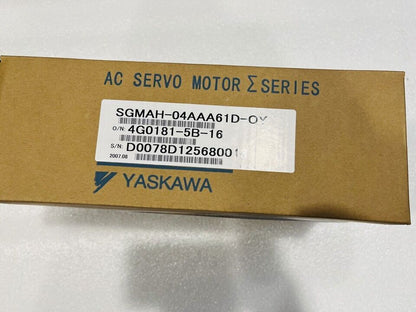 AC SERVO MOTOR Σ SERIES
SGMAH-04AAA61D-OY
O/N: 4G0181-5B-16
S/N: D0078D12568001
2007.08
YASKAWA